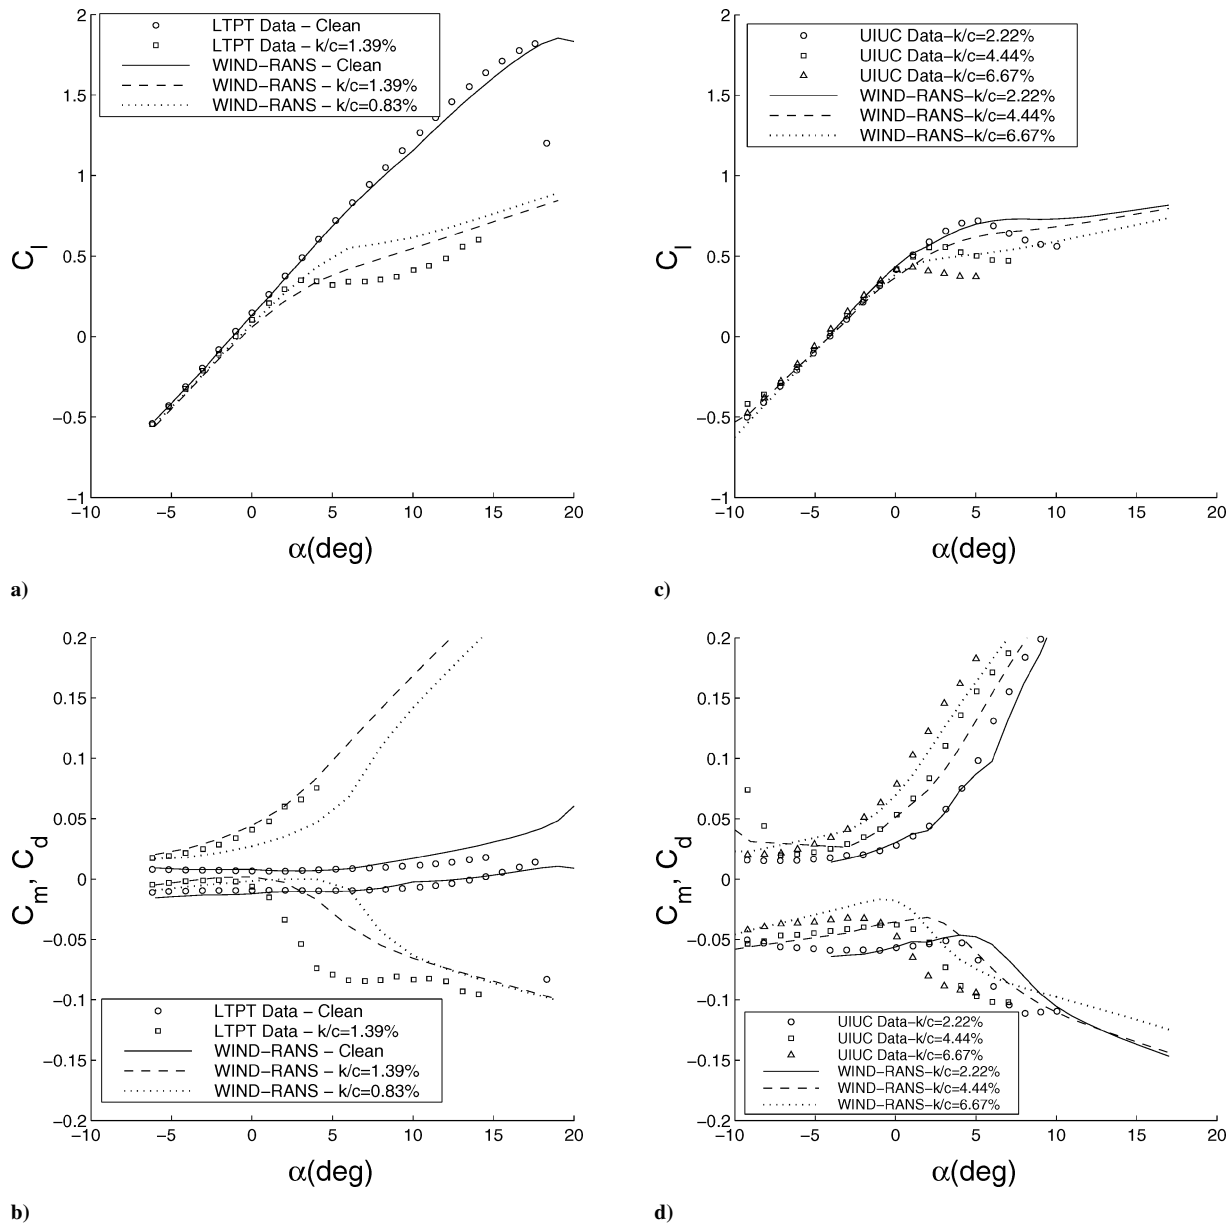 2
1.5
1
0.5
0
−0.5
−1
−10
−5
0
5
10
15
20
C_l
α(deg)
LTPT Data − Clean
LTPT Data − k/c=1.39%
WIND−RANS − Clean
WIND−RANS − k/c=1.39%
WIND−RANS − k/c=0.83%
a)
2
1.5
1
0.5
0
−0.5
−1
−10
−5
0
5
10
15
20
C_l
α(deg)
UIUC Data−k/c=2.22%
UIUC Data−k/c=4.44%
UIUC Data−k/c=6.67%
WIND−RANS−k/c=2.22%
WIND−RANS−k/c=4.44%
WIND−RANS−k/c=6.67%
c)
0.2
0.15
0.1
0.05
0
−0.05
−0.1
−0.15
−0.2
−10
−5
0
5
10
15
20
C_m, C_d
α(deg)
LTPT Data − Clean
LTPT Data − k/c=1.39%
WIND−RANS − Clean
WIND−RANS − k/c=1.39%
WIND−RANS − k/c=0.83%
b)
0.2
0.15
0.1
0.05
0
−0.05
−0.1
−0.15
−0.2
−10
−5
0
5
10
15
20
C_m, C_d
α(deg)
UIUC Data−k/c=2.22%
UIUC Data−k/c=4.44%
UIUC Data−k/c=6.67%
WIND−RANS−k/c=2.22%
WIND−RANS−k/c=4.44%
WIND−RANS−k/c=6.67%
d)